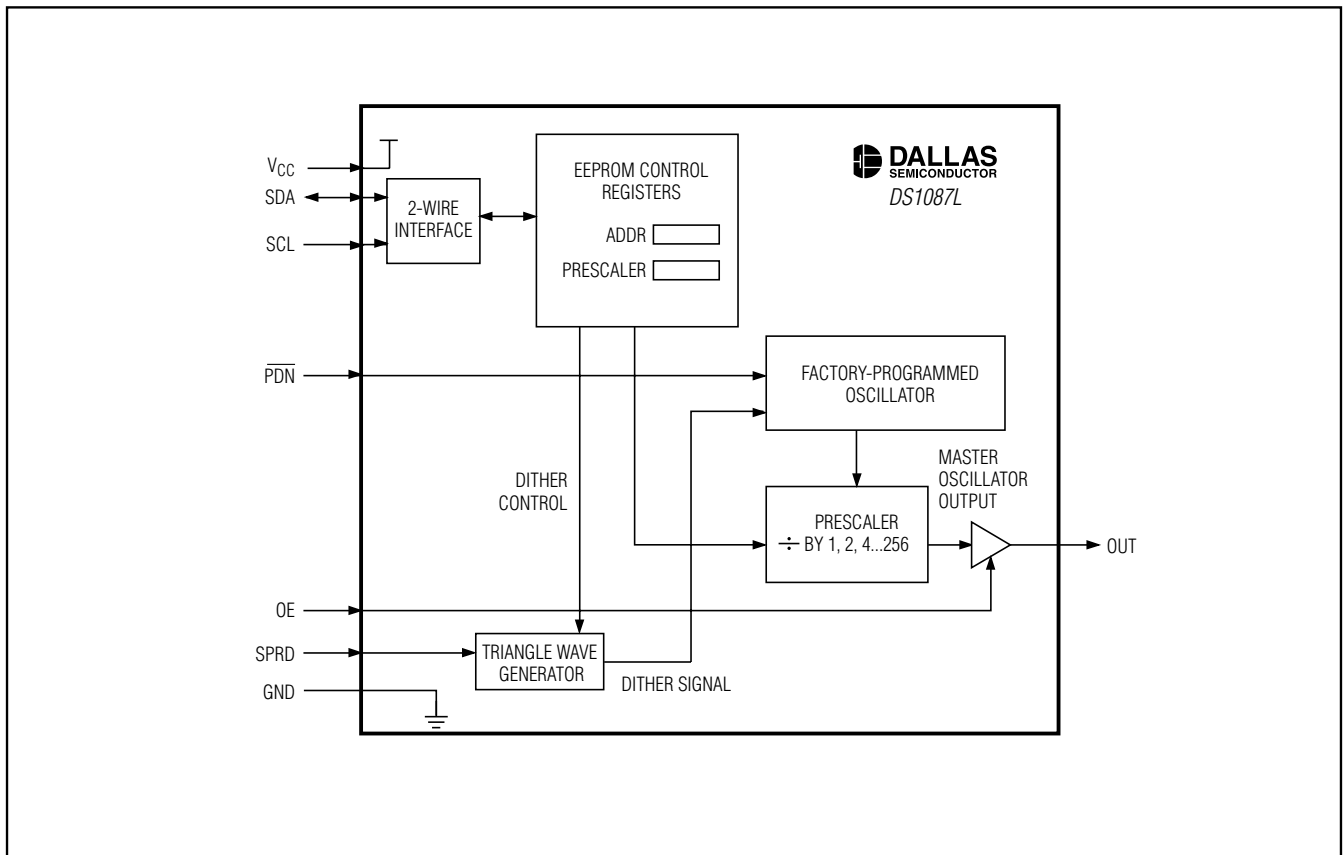 V_CC
SDA
SCL
2-WIRE
INTERFACE
EEPROM CONTROL
REGISTERS
ADDR
PRESCALER
DALLAS
SEMICONDUCTOR
DS1087L
PDN
FACTORY-PROGRAMMED
OSCILLATOR
DITHER
CONTROL
MASTER
OSCILLATOR
OUTPUT
PRESCALER
÷ BY 1, 2, 4...256
OUT
OE
SPRD
GND
TRIANGLE WAVE
GENERATOR
DITHER SIGNAL